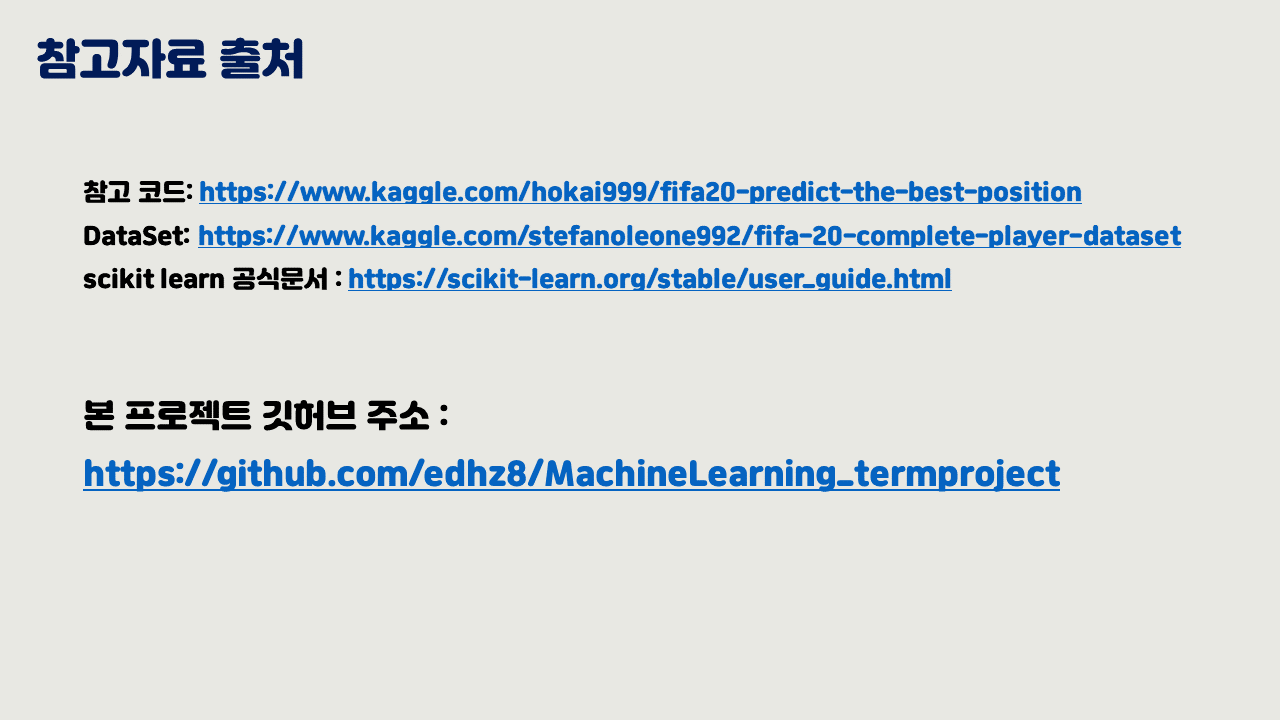 참고자료 출처
참고 코드: https://www.kaggle.com/hokai999/fifa20-predict-the-best-position
DataSet: https://www.kaggle.com/stefanoleone992/fifa-20-complete-player-dataset
scikit learn 공식문서 : https://scikit-learn.org/stable/user_guide.html
본 프로젝트 깃허브 주소 :
https://github.com/edhz8/MachineLearning_termproject